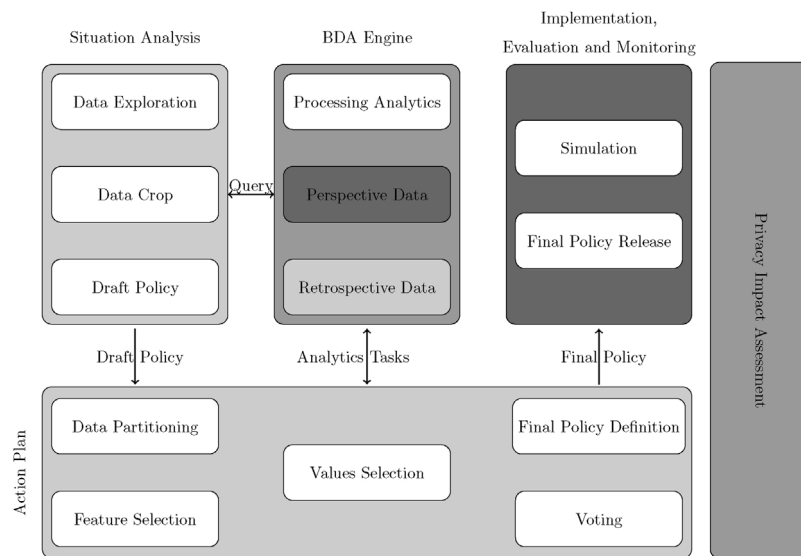 Situation Analysis
BDA Engine
Implementation,
Evaluation and Monitoring
Data Exploration
Data Crop
Draft Policy
Query
Processing Analytics
Perspective Data
Retrospective Data
Simulation
Final Policy Release
Privacy Impact Assessment
Draft Policy
Analytics Tasks
Final Policy
Action Plan
Data Partitioning
Feature Selection
Values Selection
Final Policy Definition
Voting